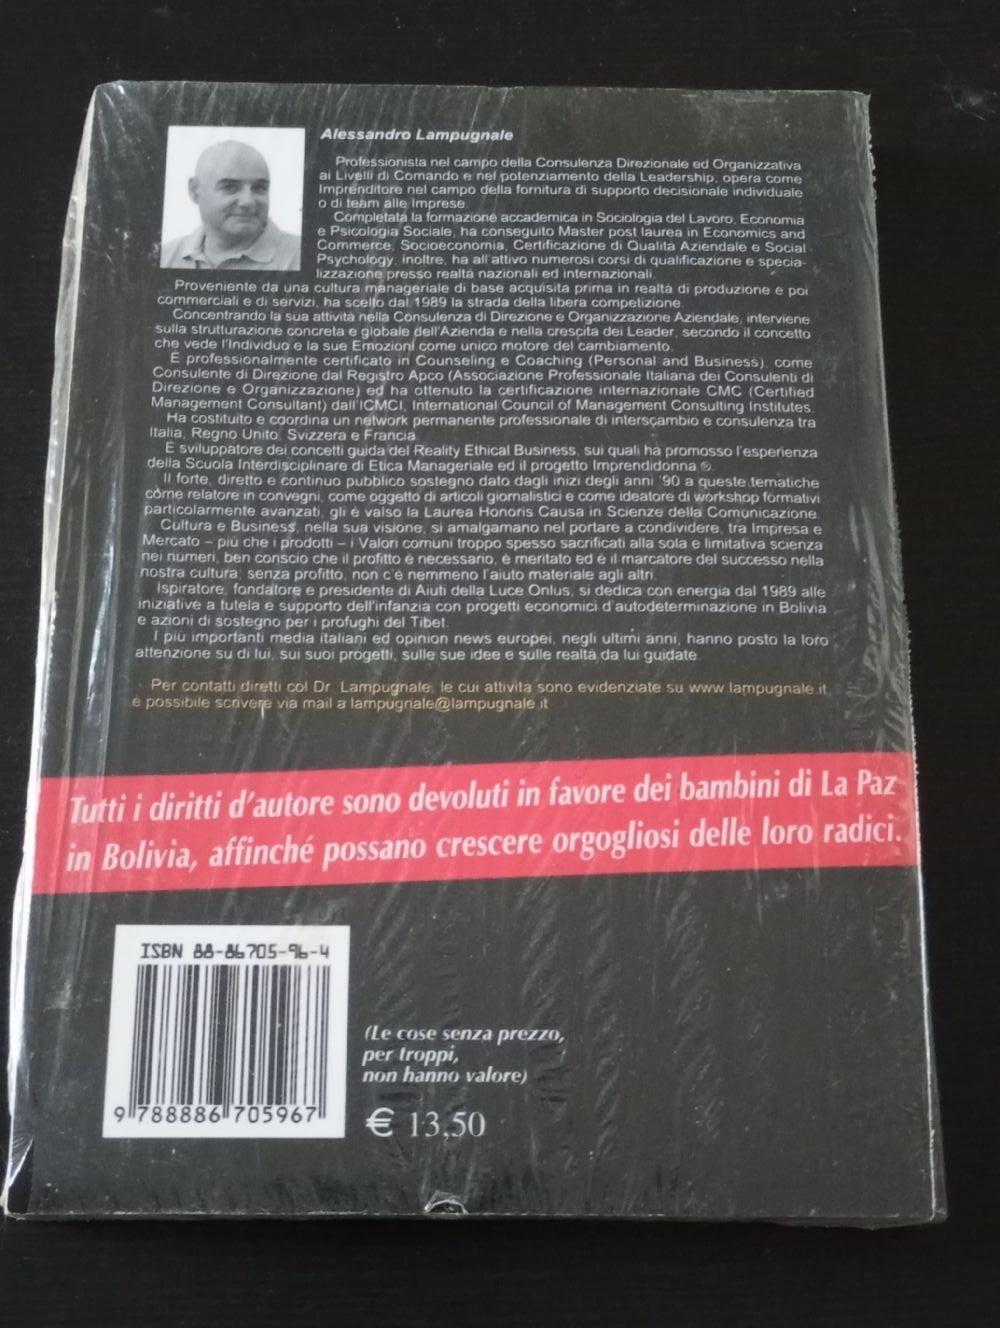 Alessandro Lampugnale
Professionista nel campo della Consulenza Direzionale ed Organizzativa
ai Livelli di Comando e nel potenziamento della Leadership, opera come
Imprenditore nel campo della fornitura di supporto decisionale individuale
o di team alle Imprese.
Completata la formazione accademica in Sociologia del Lavoro, Economia
e Psicologia Sociale, ha conseguito Master post laurea in Economics and
Commerce, Socioeconomia, Certificazione di Qualità Aziendale e Social
Psychology, inoltre, ha all'attivo numerosi corsi di qualificazione e specia-
lizzazione presso realtà nazionali ed internazionali.
Proveniente da una cultura manageriale di base acquisita prima in realtà di produzione e poi
commerciali e di servizi, ha scelto dal 1989 la strada della libera competizione.
Concentrando la sua attività nella Consulenza di Direzione e Organizzazione Aziendale, interviene
sulla strutturazione concreta e globale dell'Azienda e nella crescita dei Leader, secondo il concetto
che vede l'Individuo e la sue Emozioni come unico motore del cambiamento.
È professionalmente certificato in Counseling e Coaching (Personal and Business), come
Consulente di Direzione dal Registro Apco (Associazione Professionale Italiana dei Consulenti di
Direzione e Organizzazione) ed ha ottenuto la certificazione internazionale CMC (Certified
Management Consultant) dall'ICMCI, International Council of Management Consulting Institutes.
Ha costituito e coordina un network permanente professionale di interscambio e consulenza tra
Italia, Regno Unito, Svizzera e Francia.
È sviluppatore dei concetti guida del Reality Ethical Business, sui quali ha promosso l'esperienza
della Scuola Interdisciplinare di Etica Manageriale ed il progetto Imprendidonna ®.
Il forte, diretto e continuo pubblico sostegno dato dagli inizi degli anni '90 a queste tematiche
come relatore in convegni, come oggetto di articoli giornalistici e come ideatore di workshop formativi
particolarmente avanzati, gli è valso la Laurea Honoris Causa in Scienze della Comunicazione.
Cultura e Business, nella sua visione, si amalgamano nel portare a condividere, tra Impresa e
Mercato – più che i prodotti – i Valori comuni troppo spesso sacrificati alla sola e limitativa scienza
nei numeri, ben conscio che il profitto è necessario, è meritato ed è il marcatore del successo nella
nostra cultura; senza profitto, non c'è nemmeno l'aiuto materiale agli altri.
Ispiratore, fondatore e presidente di Aiuti della Luce Onlus, si dedica con energia dal 1989 alle
iniziative a tutela e supporto dell'infanzia con progetti economici d'autodeterminazione in Bolivia
e azioni di sostegno per i profughi del Tibet.
I più importanti media italiani ed opinion news europei, negli ultimi anni, hanno posto la loro
attenzione su di lui, sui suoi progetti, sulle sue idee e sulle realtà da lui guidate.
Per contatti diretti col Dr. Lampugnale, le cui attività sono evidenziate su www.lampugnale.it,
è possibile scrivere via mail a lampugnale@lampugnale.it
Tutti i diritti d'autore sono devoluti in favore dei bambini di La Paz
in Bolivia, affinché possano crescere orgogliosi delle loro radici.
ISBN 88-86705-96-4
9 788886 705967
(Le cose senza prezzo,
per troppi,
non hanno valore)
€ 13,50